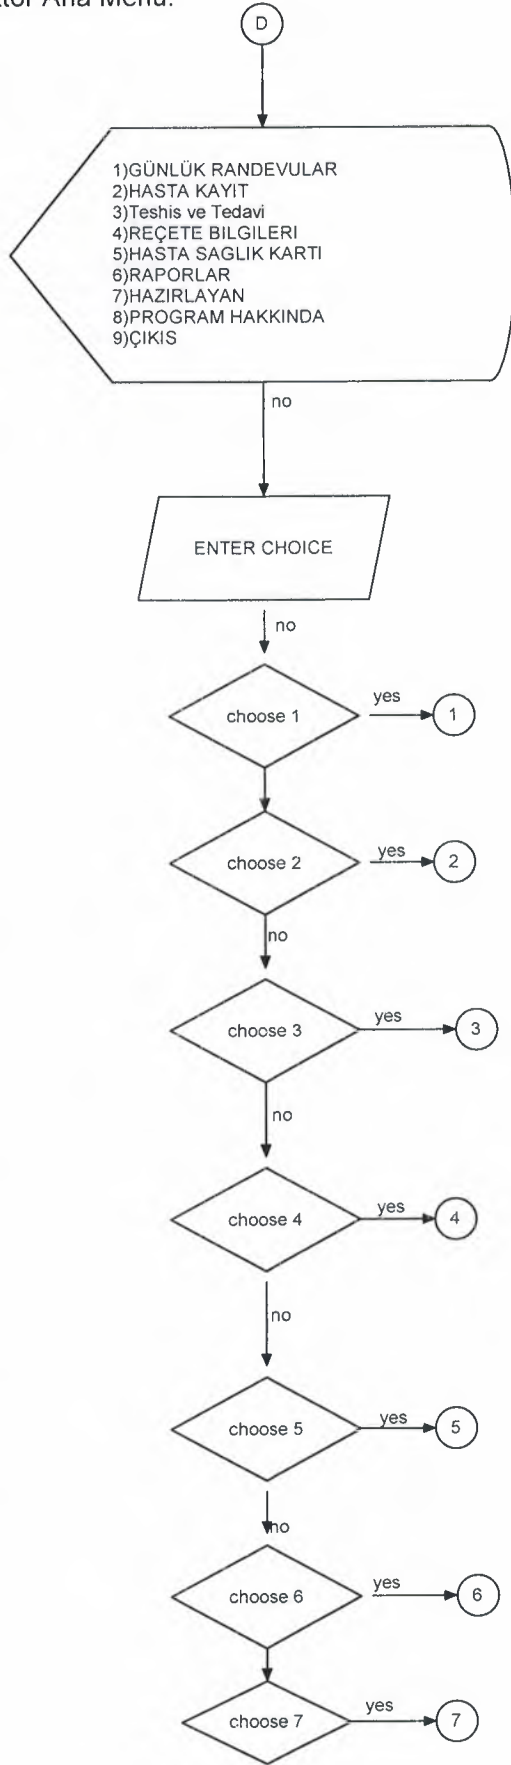 Ana Menü:
D
1)GÜNLÜK RANDEVULAR
2)HASTA KAYIT
3)Teshis ve Tedavi
4)REÇETE BILGILERI
5)HASTA SAGLIK KARTI
6)RAPORLAR
7)HAZIRLAYAN
8)PROGRAM HAKKINDA
9)ÇIKIS
no
ENTER CHOICE
no
choose 1
yes
1
choose 2
yes
2
no
choose 3
yes
3
no
choose 4
yes
4
no
choose 5
yes
5
no
choose 6
yes
6
choose 7
yes
7